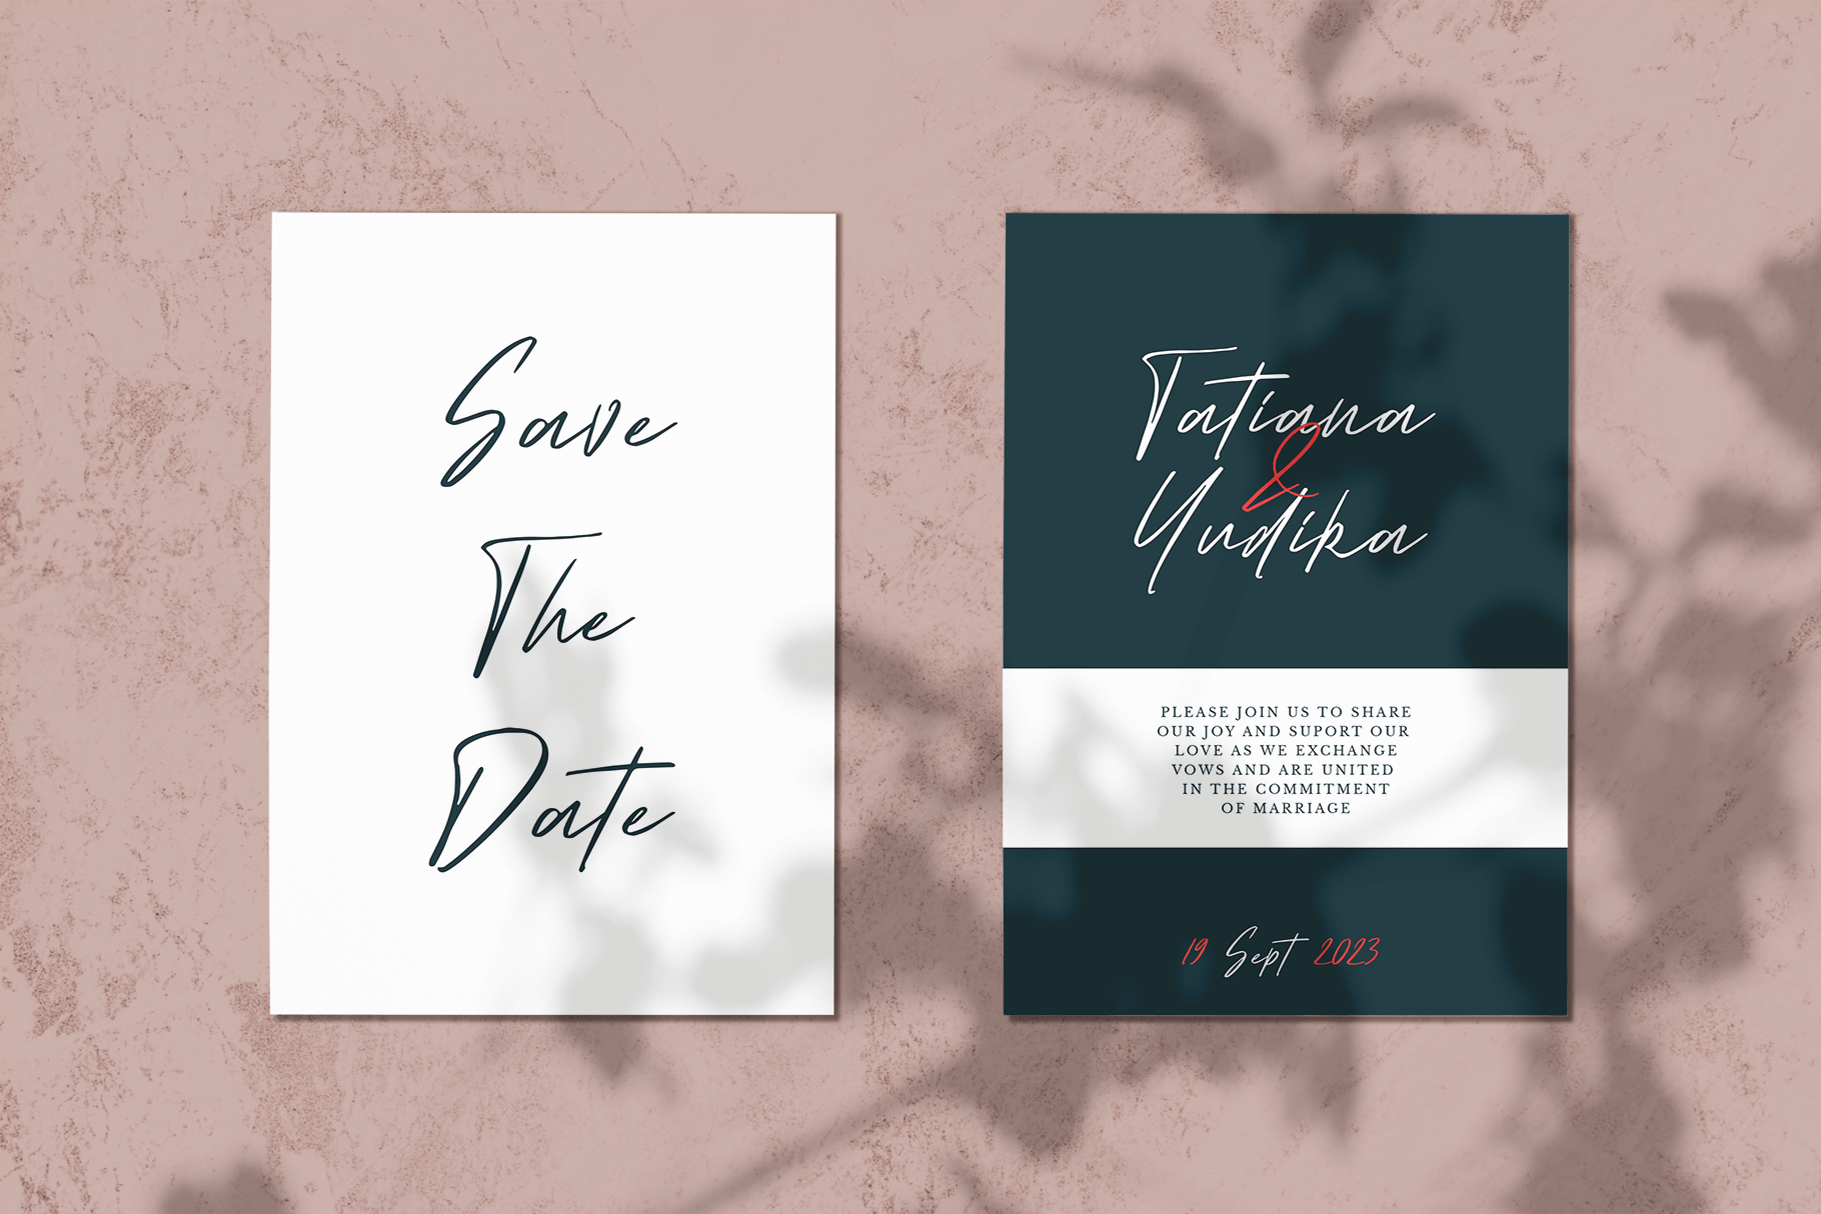 Save
The
Date
Tatiana
&
Yudika
PLEASE JOIN US TO SHARE
OUR JOY AND SUPORT OUR
LOVE AS WE EXCHANGE
VOWS AND ARE UNITED
IN THE COMMITMENT
OF MARRIAGE
19 Sept 2023